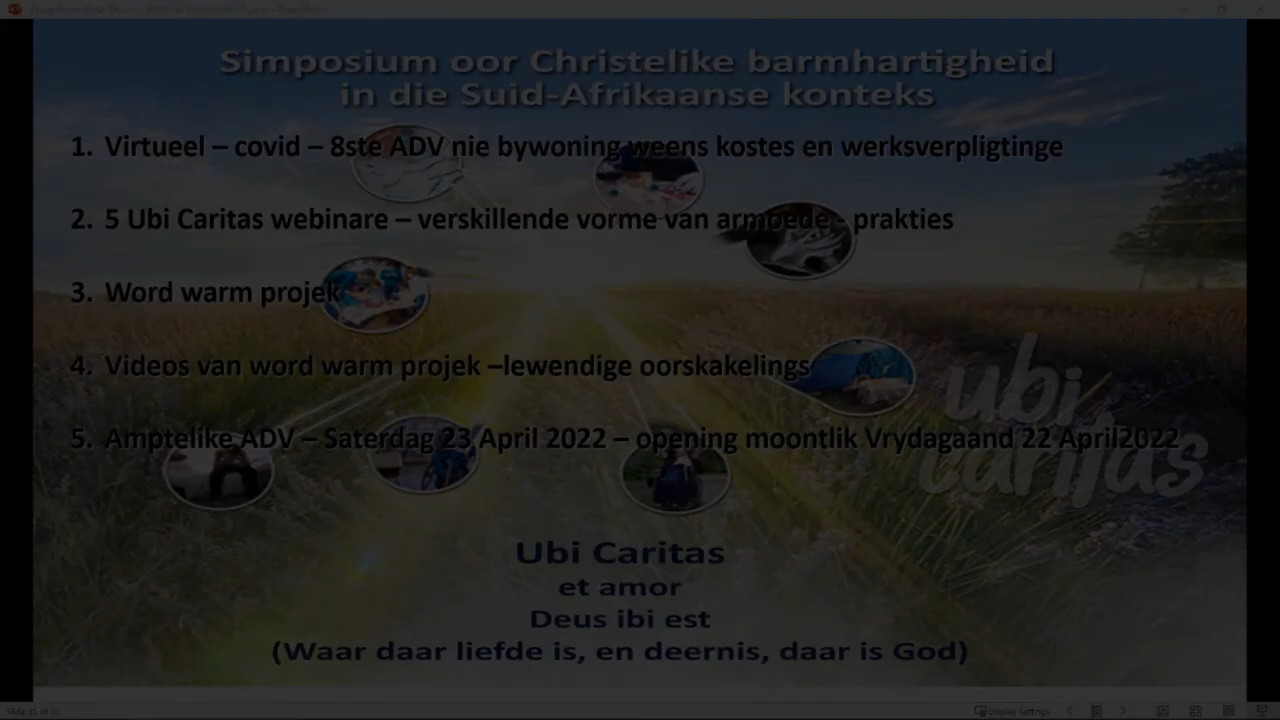 Simposium oor Christelike barmhartigheid
in die Suid-Afrikaanse konteks
1. Virtueel – covid – 8ste ADV nie bywoning weens kostes en werksverpligtinge
2. 5 Ubi Caritas webinare – verskillende vorme van armoede - prakties
3. Word warm projek
4. Videos van word warm projek –lewendige oorskakelings
5. Amptelike ADV – Saterdag 23 April 2022 – opening moontlik Vrydagaand 22 April2022
ubi
caritas
Ubi Caritas
et amor
Deus ibi est
(Waar daar liefde is, en deernis, daar is God)
Display Settings